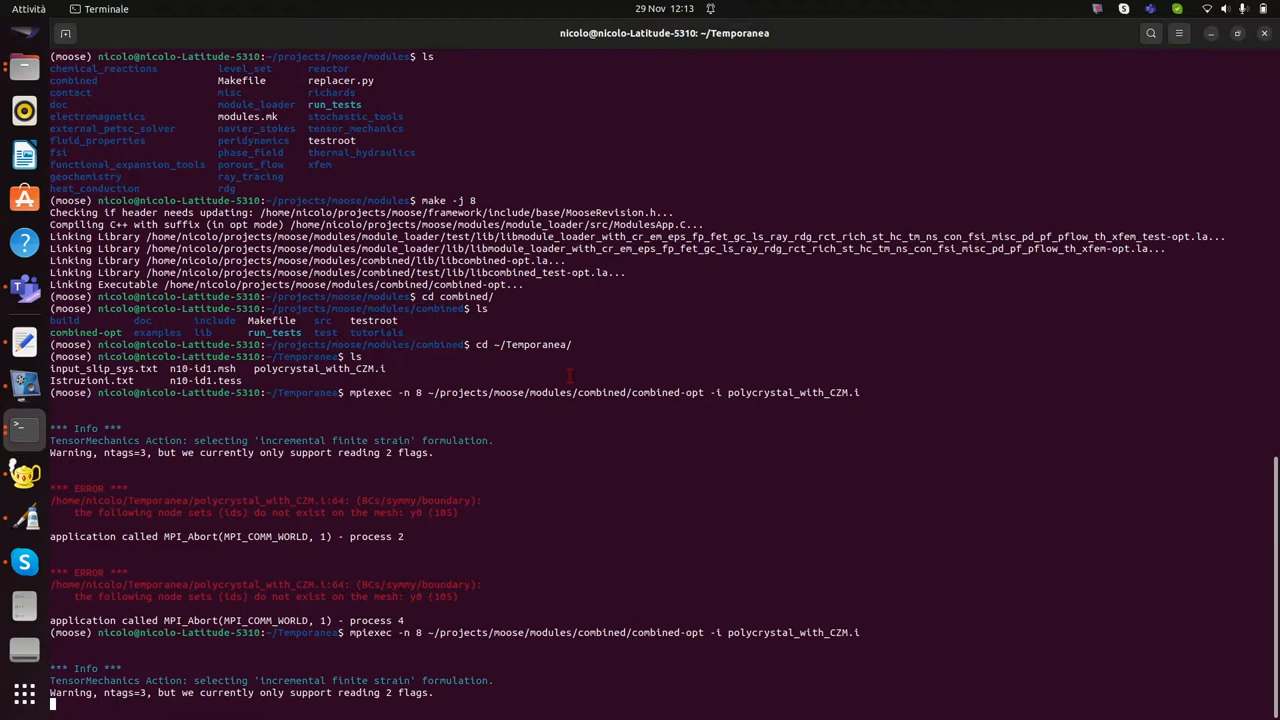 Attività
Terminale
29 Nov 12:13
nicolo@nicolo-Latitude-5310: ~/Temporanea
(moose) nicolo@nicolo-Latitude-5310:~/projects/moose/modules$ ls
chemical_reactions level_set reactor
combined Makefile replacer.py
contact misc richards
doc module_loader run_tests
electromagnetics modules.mk stochastic_tools
external_petsc_solver navier_stokes tensor_mechanics
fluid_properties peridynamics testroot
fsi phase_field thermal_hydraulics
functional_expansion_tools porous_flow xfem
geochemistry ray_tracing
heat_conduction rdg
(moose) nicolo@nicolo-Latitude-5310:~/projects/moose/modules$ make -j 8
Checking if header needs updating: /home/nicolo/projects/moose/framework/include/base/MooseRevision.h...
Compiling C++ with suffix (in opt mode) /home/nicolo/projects/moose/modules/module_loader/src/ModulesApp.C...
Linking Library /home/nicolo/projects/moose/modules/module_loader/test/lib/libmodule_loader_with_cr_em_eps_fp_fet_gc_ls_ray_rdg_rct_rich_st_hc_tm_ns_con_fsi_misc_pd_pf_pflow_th_xfem_test-opt.la...
Linking Library /home/nicolo/projects/moose/modules/module_loader/lib/libmodule_loader_with_cr_em_eps_fp_fet_gc_ls_ray_rdg_rct_rich_st_hc_tm_ns_con_fsi_misc_pd_pf_pflow_th_xfem-opt.la...
Linking Library /home/nicolo/projects/moose/modules/combined/lib/libcombined-opt.la...
Linking Library /home/nicolo/projects/moose/modules/combined/test/lib/libcombined_test-opt.la...
Linking Executable /home/nicolo/projects/moose/modules/combined/combined-opt...
(moose) nicolo@nicolo-Latitude-5310:~/projects/moose/modules$ cd combined/
(moose) nicolo@nicolo-Latitude-5310:~/projects/moose/modules/combined$ ls
build doc include Makefile src testroot
combined-opt examples lib run_tests test tutorials
(moose) nicolo@nicolo-Latitude-5310:~/projects/moose/modules/combined$ cd ~/Temporanea/
(moose) nicolo@nicolo-Latitude-5310:~/Temporanea$ ls
input_slip_sys.txt n10-id1.msh polycrystal_with_CZM.i
Istruzioni.txt n10-id1.tess
(moose) nicolo@nicolo-Latitude-5310:~/Temporanea$ mpiexec -n 8 ~/projects/moose/modules/combined/combined-opt -i polycrystal_with_CZM.i
*** Info ***
TensorMechanics Action: selecting 'incremental finite strain' formulation.
Warning, ntags=3, but we currently only support reading 2 flags.
*** ERROR ***
/home/nicolo/Temporanea/polycrystal_with_CZM.i:64: (BCs/symmy/boundary):
the following node sets (ids) do not exist on the mesh: y0 (105)
application called MPI_Abort(MPI_COMM_WORLD, 1) - process 2
*** ERROR ***
/home/nicolo/Temporanea/polycrystal_with_CZM.i:64: (BCs/symmy/boundary):
the following node sets (ids) do not exist on the mesh: y0 (105)
application called MPI_Abort(MPI_COMM_WORLD, 1) - process 4
(moose) nicolo@nicolo-Latitude-5310:~/Temporanea$ mpiexec -n 8 ~/projects/moose/modules/combined/combined-opt -i polycrystal_with_CZM.i
*** Info ***
TensorMechanics Action: selecting 'incremental finite strain' formulation.
Warning, ntags=3, but we currently only support reading 2 flags.